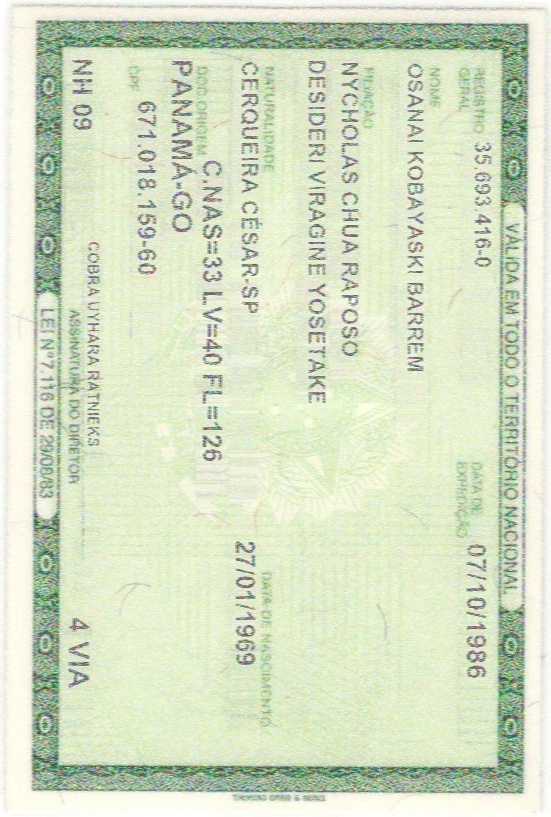 VÁLIDA EM TODO O TERRITÓRIO NACIONAL
REGISTRO GERAL 35.693.416-0 DATA DE EXPEDIÇÃO 07/10/1986
NOME
OSANAI KOBAYASKI BARREM
FILIAÇÃO
NYCHOLAS CHUA RAPOSO
DESIDERI VIRAGINE YOSETAKE
NATURALIDADE DATA DE NASCIMENTO
CERQUEIRA CÉSAR-SP 27/01/1969
DOC ORIGEM C.NAS=33 LV=40 FL=126
PANAMÁ-GO
CPF 671.018.159-60
NH 09 COBRA UYHARA RATNIEKS 4 VIA
ASSINATURA DO DIRETOR
LEI Nº 7.116 DE 29/08/83